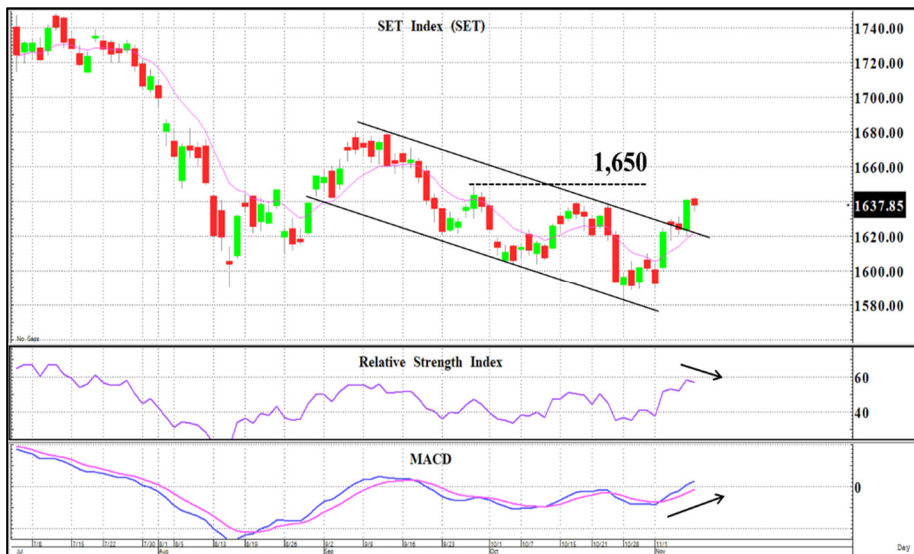 SET Index (SET)
1740.00
1720.00
1700.00
1680.00
1660.00
1,650
1637.85
1620.00
1600.00
1580.00
No Gaps
Relative Strength Index
60
40
MACD
0
7/8 7/15 7/22 7/30 8/1 8/5 8/13 8/19 8/26 9/2 9/9 9/16 9/23 10/1 10/7 10/15 10/21 10/28 11/1
Jul Aug Sep Oct Nov
Day